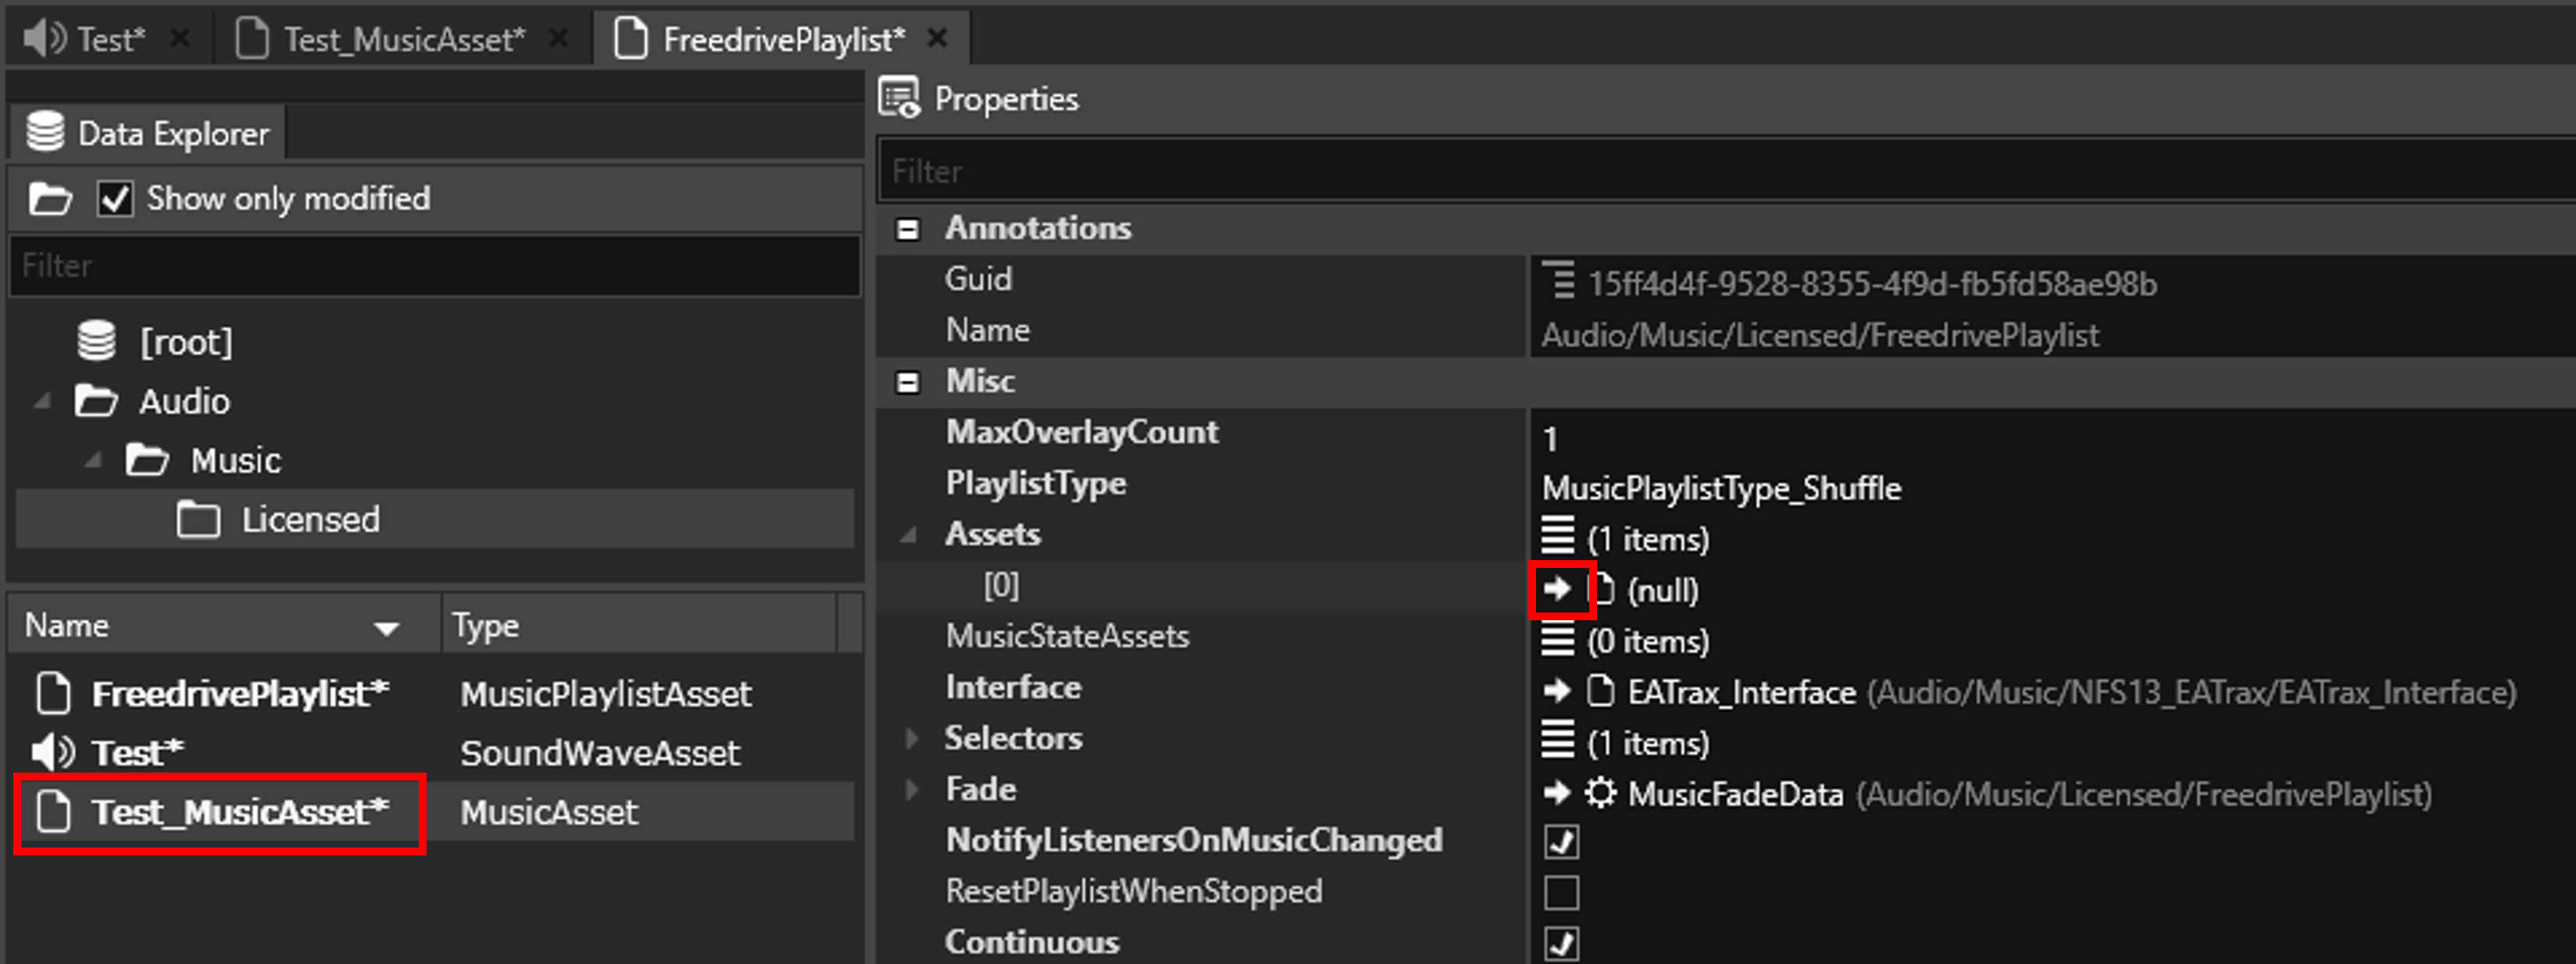 Test* Test_MusicAsset* FreedrivePlaylist*
Data Explorer
Show only modified
Filter
[root]
Audio
Music
Licensed
Name Type
FreedrivePlaylist* MusicPlaylistAsset
Test* SoundWaveAsset
Test_MusicAsset* MusicAsset
Properties
Filter
Annotations
Guid 15ff4d4f-9528-8355-4f9d-fb5fd58ae98b
Name Audio/Music/Licensed/FreedrivePlaylist
Misc
MaxOverlayCount 1
PlaylistType MusicPlaylistType_Shuffle
Assets (1 items)
[0] (null)
MusicStateAssets (0 items)
Interface EATrax_Interface (Audio/Music/NFS13_EATrax/EATrax_Interface)
Selectors (1 items)
Fade MusicFadeData (Audio/Music/Licensed/FreedrivePlaylist)
NotifyListenersOnMusicChanged
ResetPlaylistWhenStopped
Continuous